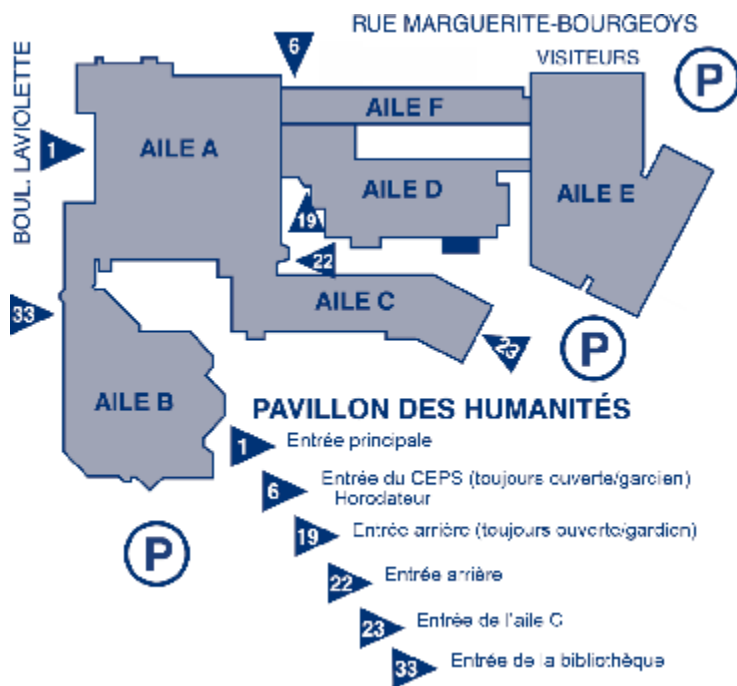 RUE MARGUERITE-BOURGEOYS
6
VISITEURS
P
BOUL. LAVIOLETTE
1
AILE A
AILE F
AILE D
AILE E
19
22
33
AILE C
23
P
AILE B
PAVILLON DES HUMANITÉS
1 Entrée principale
6 Entrée du CEPS (toujours ouverte/garcien)
Horodateur
19 Entrée arrière (toujours ouverte/gardien)
P
22 Entrée arrière
23 Entrée de l'aile C
33 Entrée de la bibliothèque